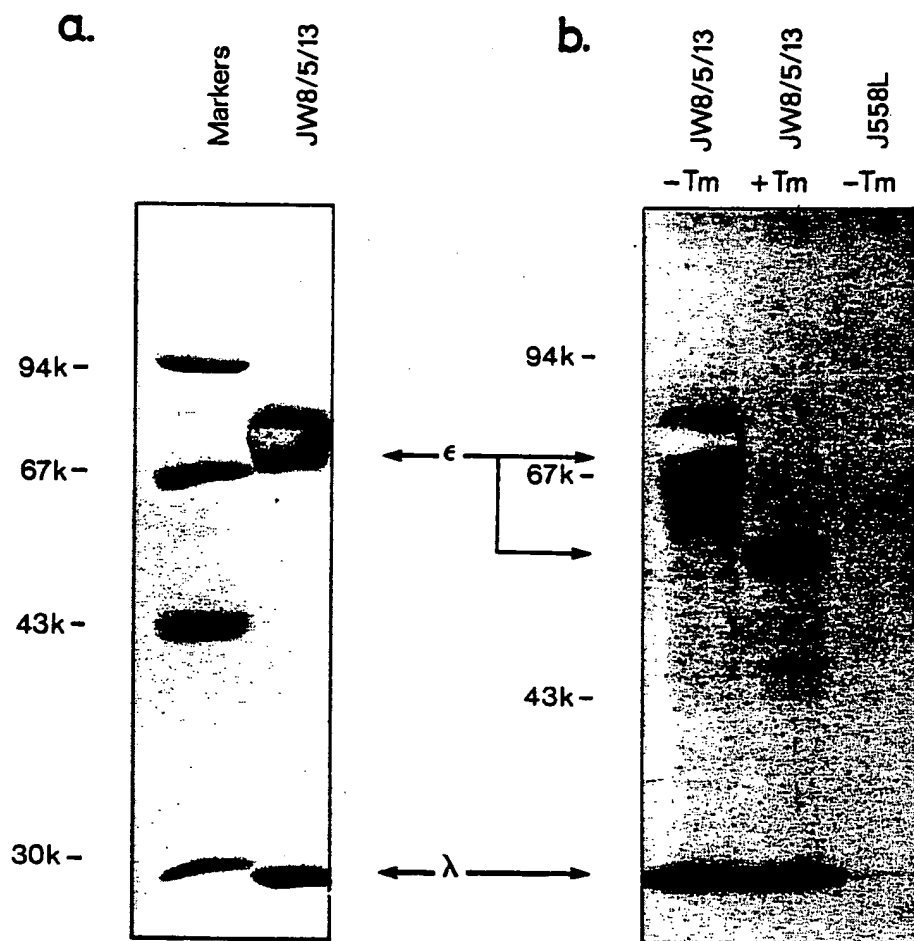 a.
Markers
JW8/5/13
94k-
67k-
43k-
30k-
ϵ
λ
b.
JW8/5/13
JW8/5/13
J558L
-Tm
+Tm
-Tm
94k-
67k-
43k-